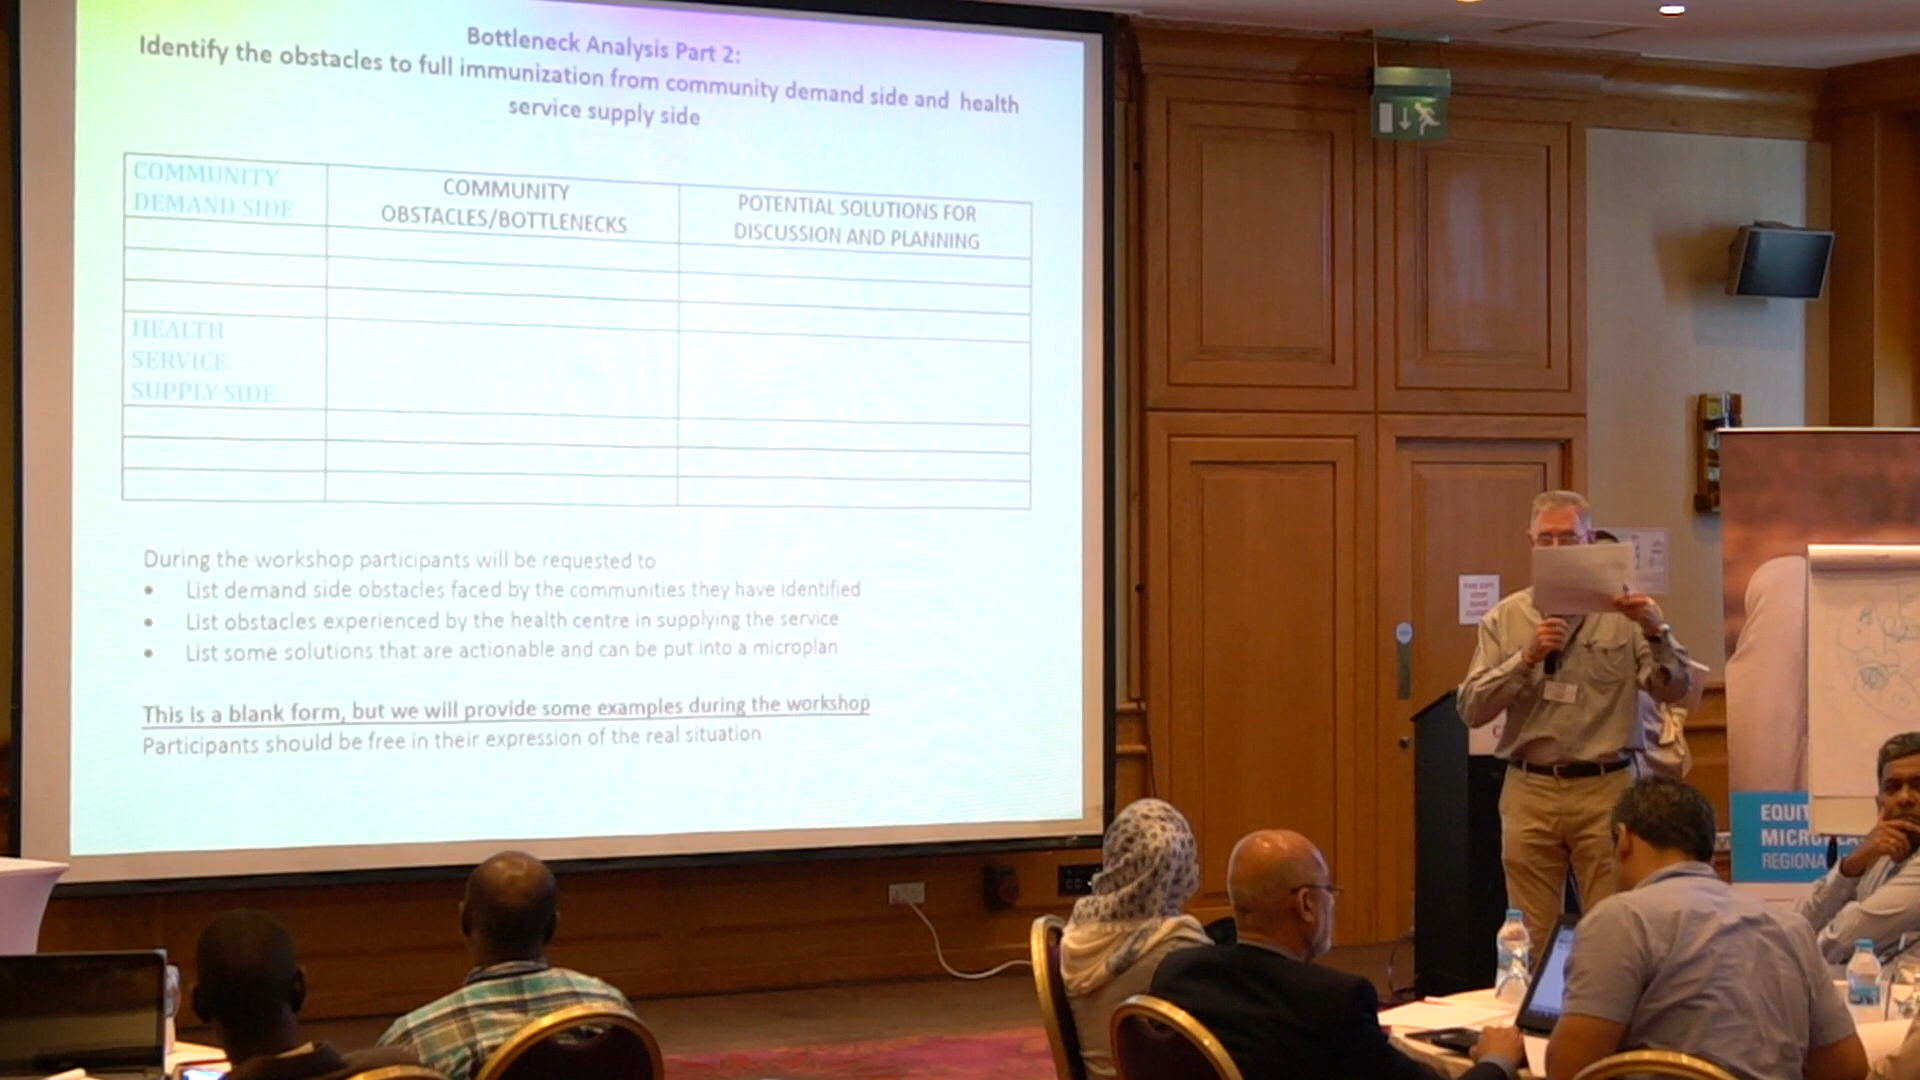 Bottleneck Analysis Part 2:
Identify the obstacles to full immunization from community demand side and health
service supply side
COMMUNITY
DEMAND SIDE
COMMUNITY
OBSTACLES/BOTTLENECKS
POTENTIAL SOLUTIONS FOR
DISCUSSION AND PLANNING
HEALTH
SERVICE
SUPPLY SIDE
During the workshop participants will be requested to
• List demand side obstacles faced by the communities they have identified
• List obstacles experienced by the health centre in supplying the service
• List some solutions that are actionable and can be put into a microplan
This is a blank form, but we will provide some examples during the workshop
Participants should be free in their expression of the real situation